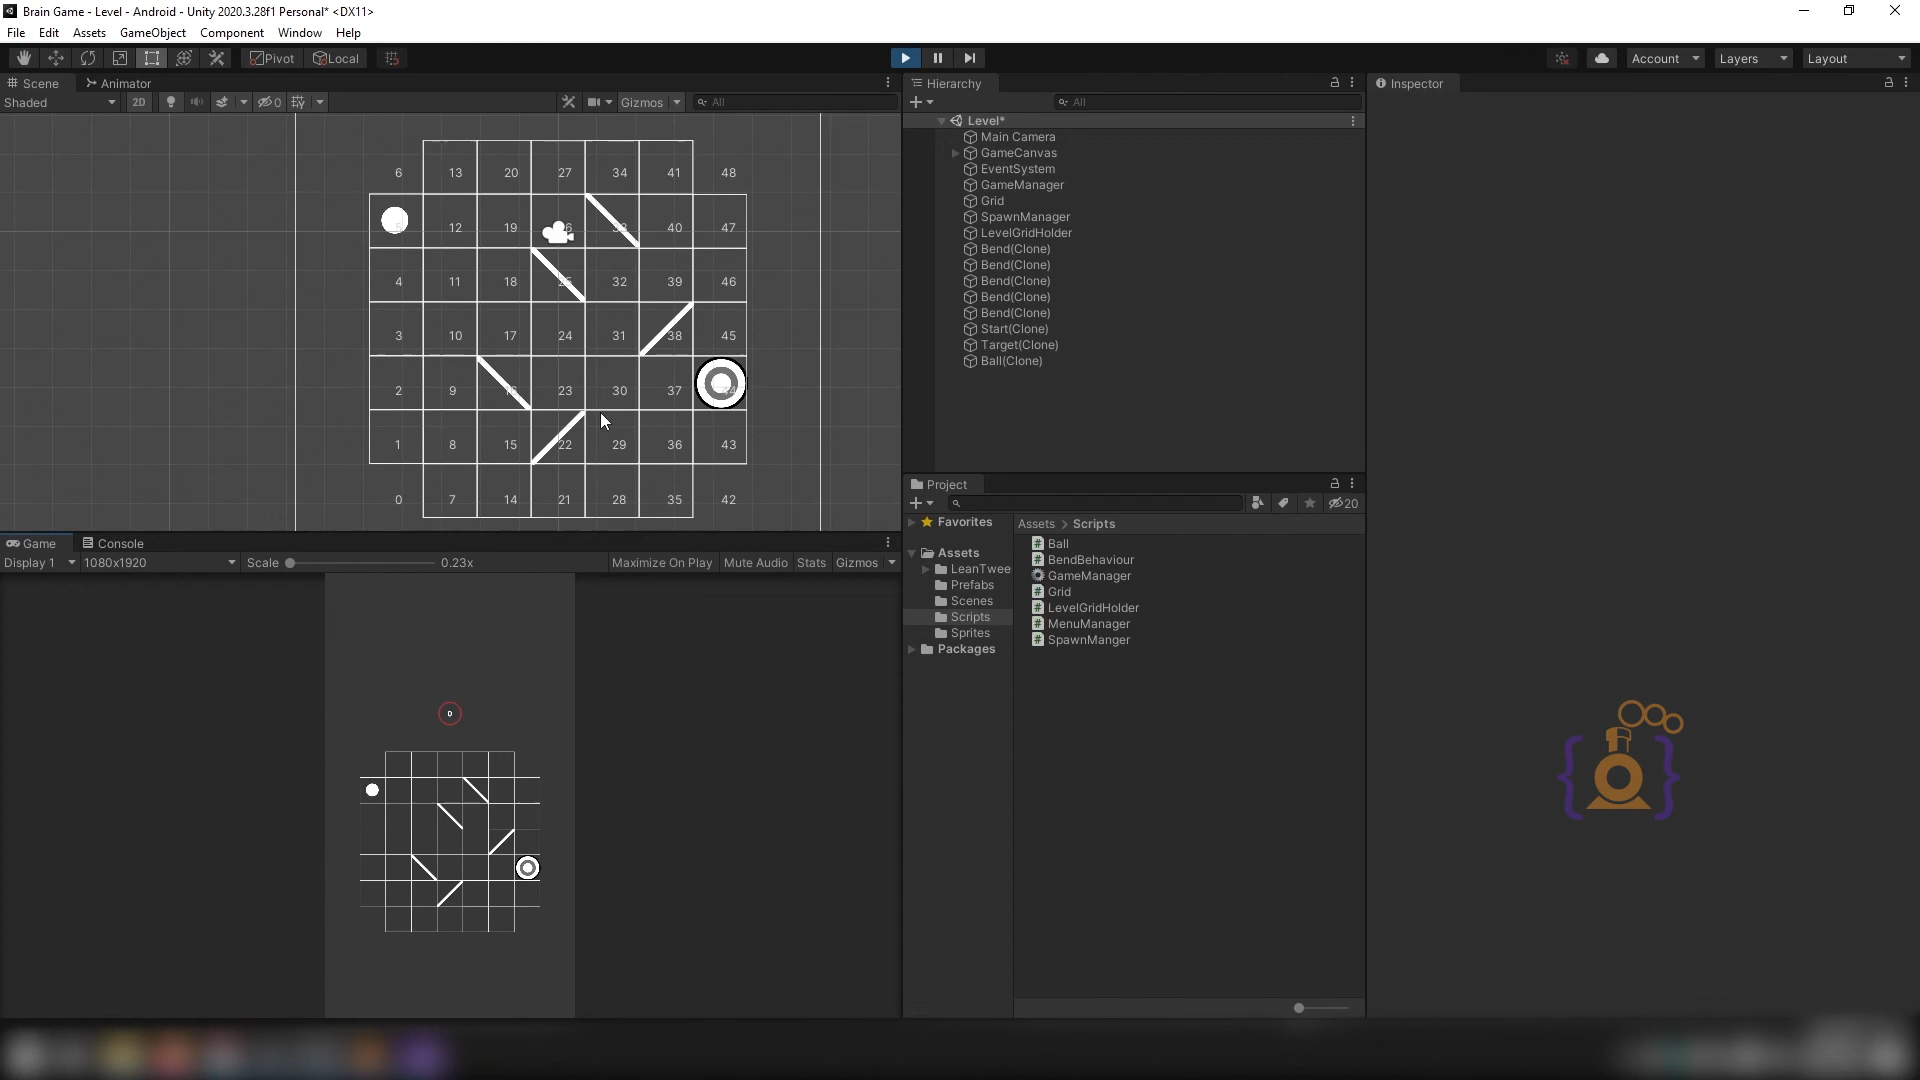 Brain Game - Level - Android - Unity 2020.3.28f1 Personal* <DX11>
File Edit Assets GameObject Component Window Help
Pivot Local Account Layers Layout
Scene Animator
Shaded 2D 0 Gizmos All
6 13 20 27 34 41 48
12 19 40 47
4 11 18 25 32 39 46
3 10 17 24 31 38 45
2 9 16 23 30 37 44
1 8 15 22 29 36 43
0 7 14 21 28 35 42
Game Console
Display 1 1080x1920 Scale 0.23x Maximize On Play Mute Audio Stats Gizmos
0
Hierarchy
All
Level*
Main Camera
GameCanvas
EventSystem
GameManager
Grid
SpawnManager
LevelGridHolder
Bend(Clone)
Bend(Clone)
Bend(Clone)
Bend(Clone)
Bend(Clone)
Start(Clone)
Target(Clone)
Ball(Clone)
Project
20
Favorites
Assets
LeanTwee
Prefabs
Scenes
Scripts
Sprites
Packages
Assets > Scripts
Ball
BendBehaviour
GameManager
Grid
LevelGridHolder
MenuManager
SpawnManger
Inspector